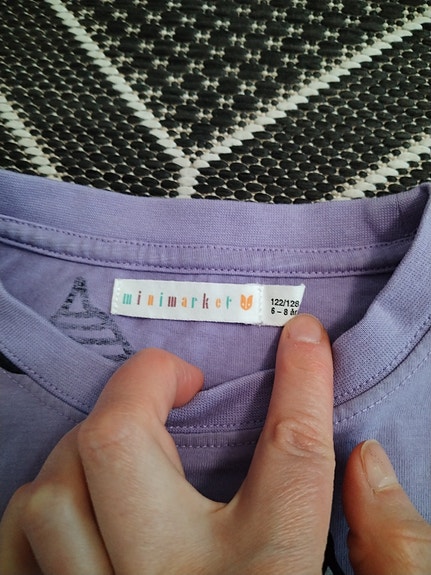 minimarket
122/128
6 – 8 år